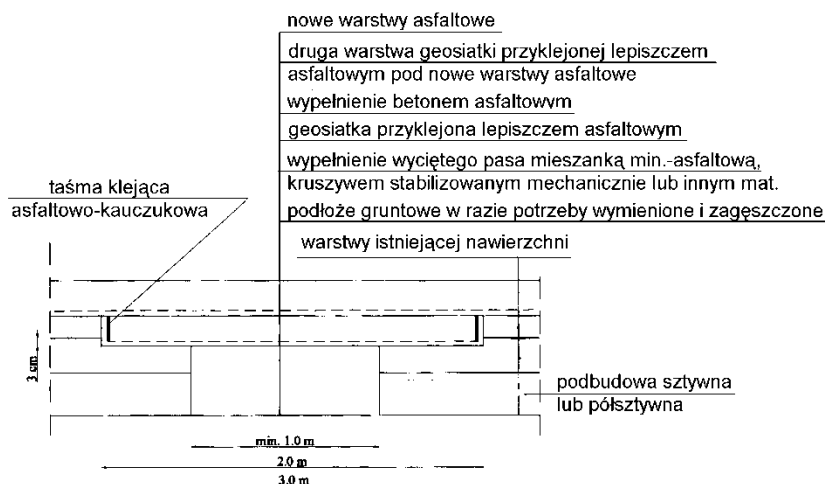 nowe warstwy asfaltowe
druga warstwa geosiatki przyklejonej lepiszczem
asfaltowym pod nowe warstwy asfaltowe
wypełnienie betonem asfaltowym
geosiatka przyklejona lepiszczem asfaltowym
wypełnienie wyciętego pasa mieszanką min.-asfaltową,
kruszywem stabilizowanym mechanicznie lub innym mat.
podłoże gruntowe w razie potrzeby wymienione i zagęszczone
warstwy istniejącej nawierzchni
taśma klejąca
asfaltowo-kauczukowa
3 cm
podbudowa sztywna
lub półsztywna
min. 1.0 m
2.0 m
3.0 m